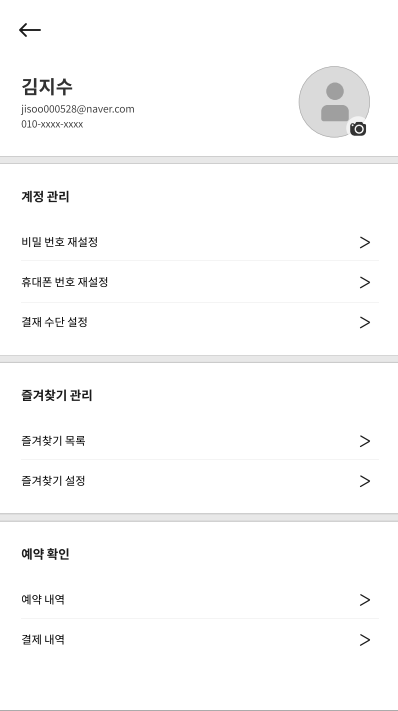 김지수
jisoo000528@naver.com
010-xxxx-xxxx
계정 관리
비밀 번호 재설정
휴대폰 번호 재설정
결재 수단 설정
즐겨찾기 관리
즐겨찾기 목록
즐겨찾기 설정
예약 확인
예약 내역
결제 내역